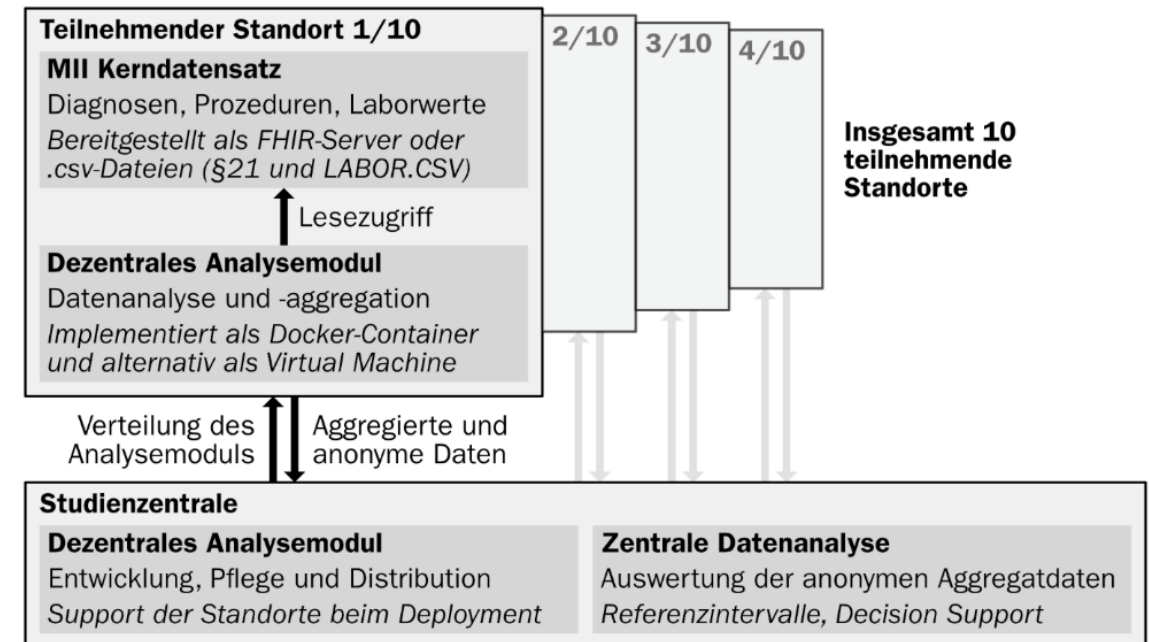 Teilnehmender Standort 1/10
MII Kerndatensatz
Diagnosen, Prozeduren, Laborwerte
Bereitgestellt als FHIR-Server oder
.csv-Dateien (§21 und LABOR.CSV)
Lesezugriff
Dezentrales Analysemodul
Datenanalyse und -aggregation
Implementiert als Docker-Container
und alternativ als Virtual Machine
2/10
3/10
4/10
Insgesamt 10
teilnehmende
Standorte
Verteilung des
Analysemoduls
Aggregierte und
anonyme Daten
Studienzentrale
Dezentrales Analysemodul
Entwicklung, Pflege und Distribution
Support der Standorte beim Deployment
Zentrale Datenanalyse
Auswertung der anonymen Aggregatdaten
Referenzintervalle, Decision Support